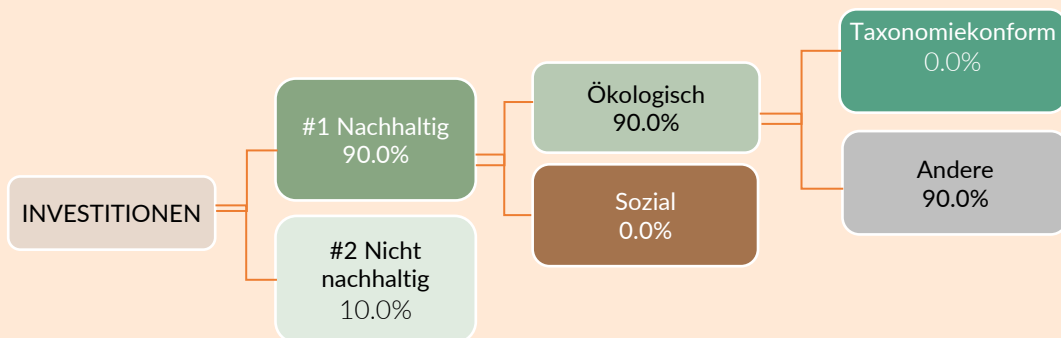 INVESTITIONEN
#1 Nachhaltig
90.0%
#2 Nicht
nachhaltig
10.0%
Ökologisch
90.0%
Sozial
0.0%
Taxonomiekonform
0.0%
Andere
90.0%